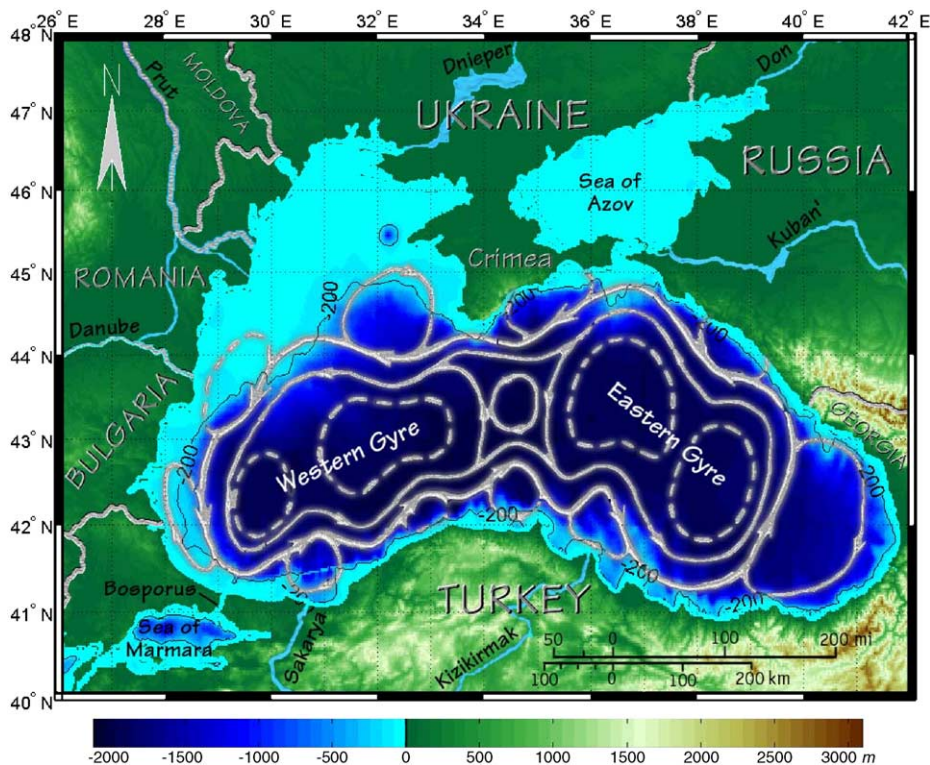 26° E 28° E 30° E 32° E 34° E 36° E 38° E 40° E 42° E
48° N
47° N
46° N
45° N
44° N
43° N
42° N
41° N
40° N
N
Prut
MOLDOVA
Dnieper
Don
UKRAINE
RUSSIA
Sea of
Azov
Kuban'
Crimea
ROMANIA
Danube
BULGARIA
GEORGIA
-200
-200
-200
-200
-200
-200
-200
Western Gyre
Eastern Gyre
Bosporus
Sea of
Marmara
TURKEY
Sakarya
Kizikirmak
50 0 100 200 mi
100 0 100 200 km
-2000 -1500 -1000 -500 0 500 1000 1500 2000 2500 3000 m